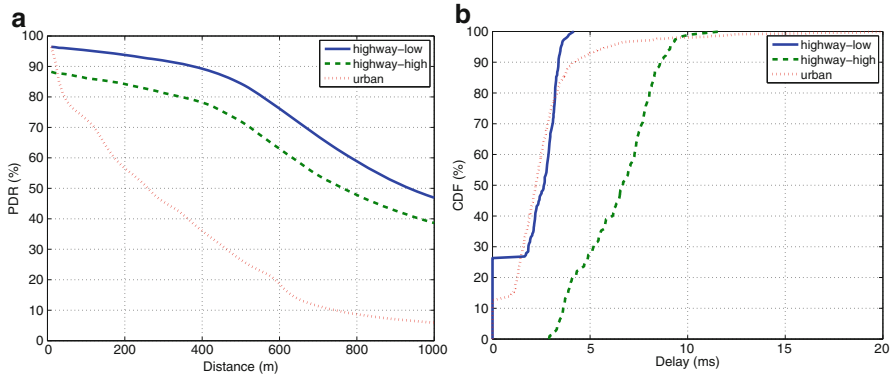 a
100
90
80
70
60
50
40
30
20
10
0
PDR (%)
0 200 400 600 800 1000
Distance (m)
highway-low
highway-high
urban
b
100
90
80
70
60
50
40
30
20
10
0
CDF (%)
0 5 10 15 20
Delay (ms)
highway-low
highway-high
urban